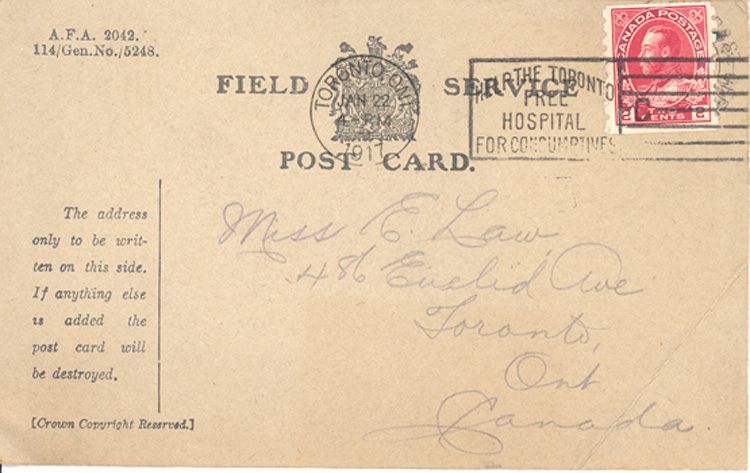 A.F.A. 2042.
114/Gen.No./5248.
FIELD SERVICE
POST CARD.
TORONTO, ONT.
JAN 22
4 - PM
1917
THE TORONTO
FREE
HOSPITAL
FOR CONSUMPTIVES
CANADA POSTAGE
2 CENTS 2
The address
only to be writ-
ten on this side.
If anything else
is added the
post card will
be destroyed.
[Crown Copyright Reserved.]
Miss E. Law,
486 Euclid Ave
Toronto,
Ont
Canada.